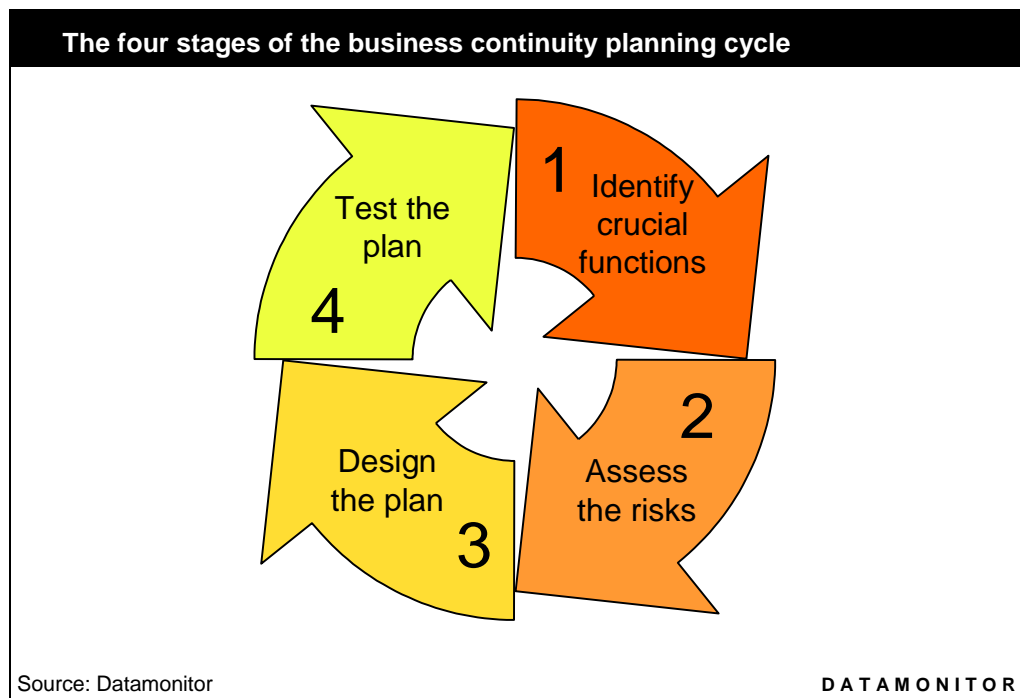 The four stages of the business continuity planning cycle
1
Identify
crucial
functions
2
Assess
the risks
Design
the plan
3
Test the
plan
4
Source: Datamonitor
DATAMONITOR